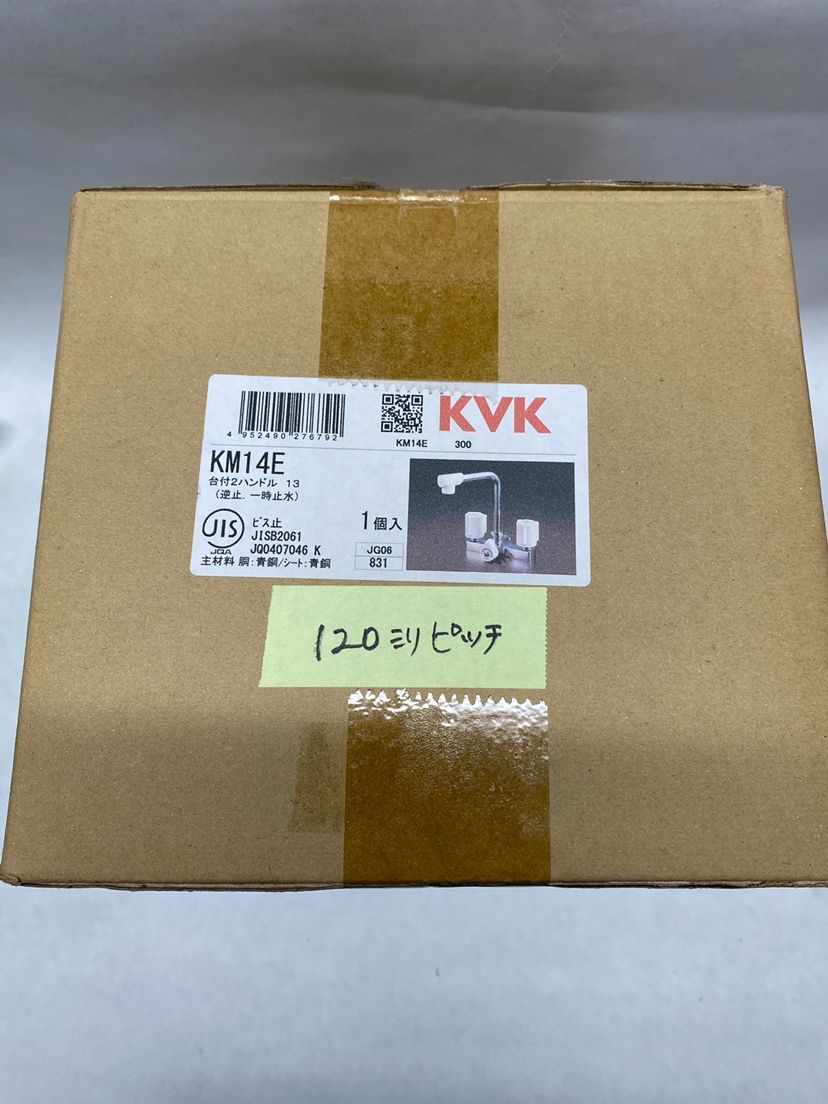 4 952490 276792
KM14E 300
KVK
KM14E
台付2ハンドル 13
(逆止.一時止水)
JIS
JQA
ビス止
JISB2061
JQ0407046 K
1個入
JG06
831
主材料 胴:青銅/シート:青銅
120ミリピッチ